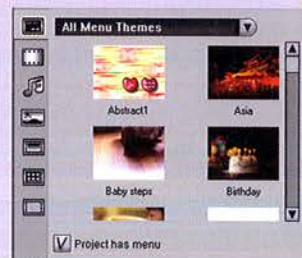 All Menu Themes
Abstract1
Asia
Baby steps
Birthday
Project has menu